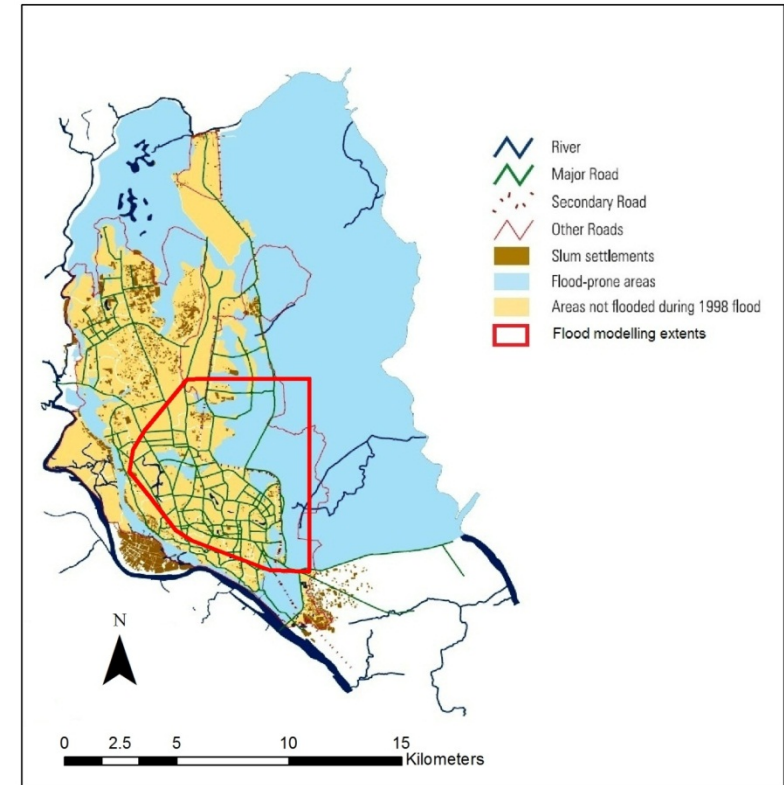 River
Major Road
Secondary Road
Other Roads
Slum settlements
Flood-prone areas
Areas not flooded during 1998 flood
Flood modelling extents
N
0 2.5 5 10 15
Kilometers